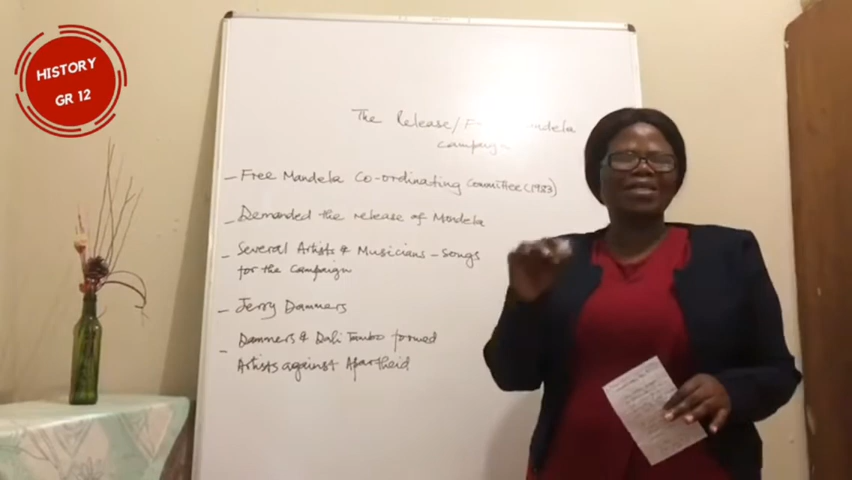 HISTORY
GR 12
The Release/ F ndela
campaign
- Free Mandela Co-ordinating Committee (1983)
- Demanded the release of Mandela
- Several Artists & Musicians - songs
for the Campaign
- Jerry Dammers
- Dammers & Dali Tambo formed
Artists against Apartheid